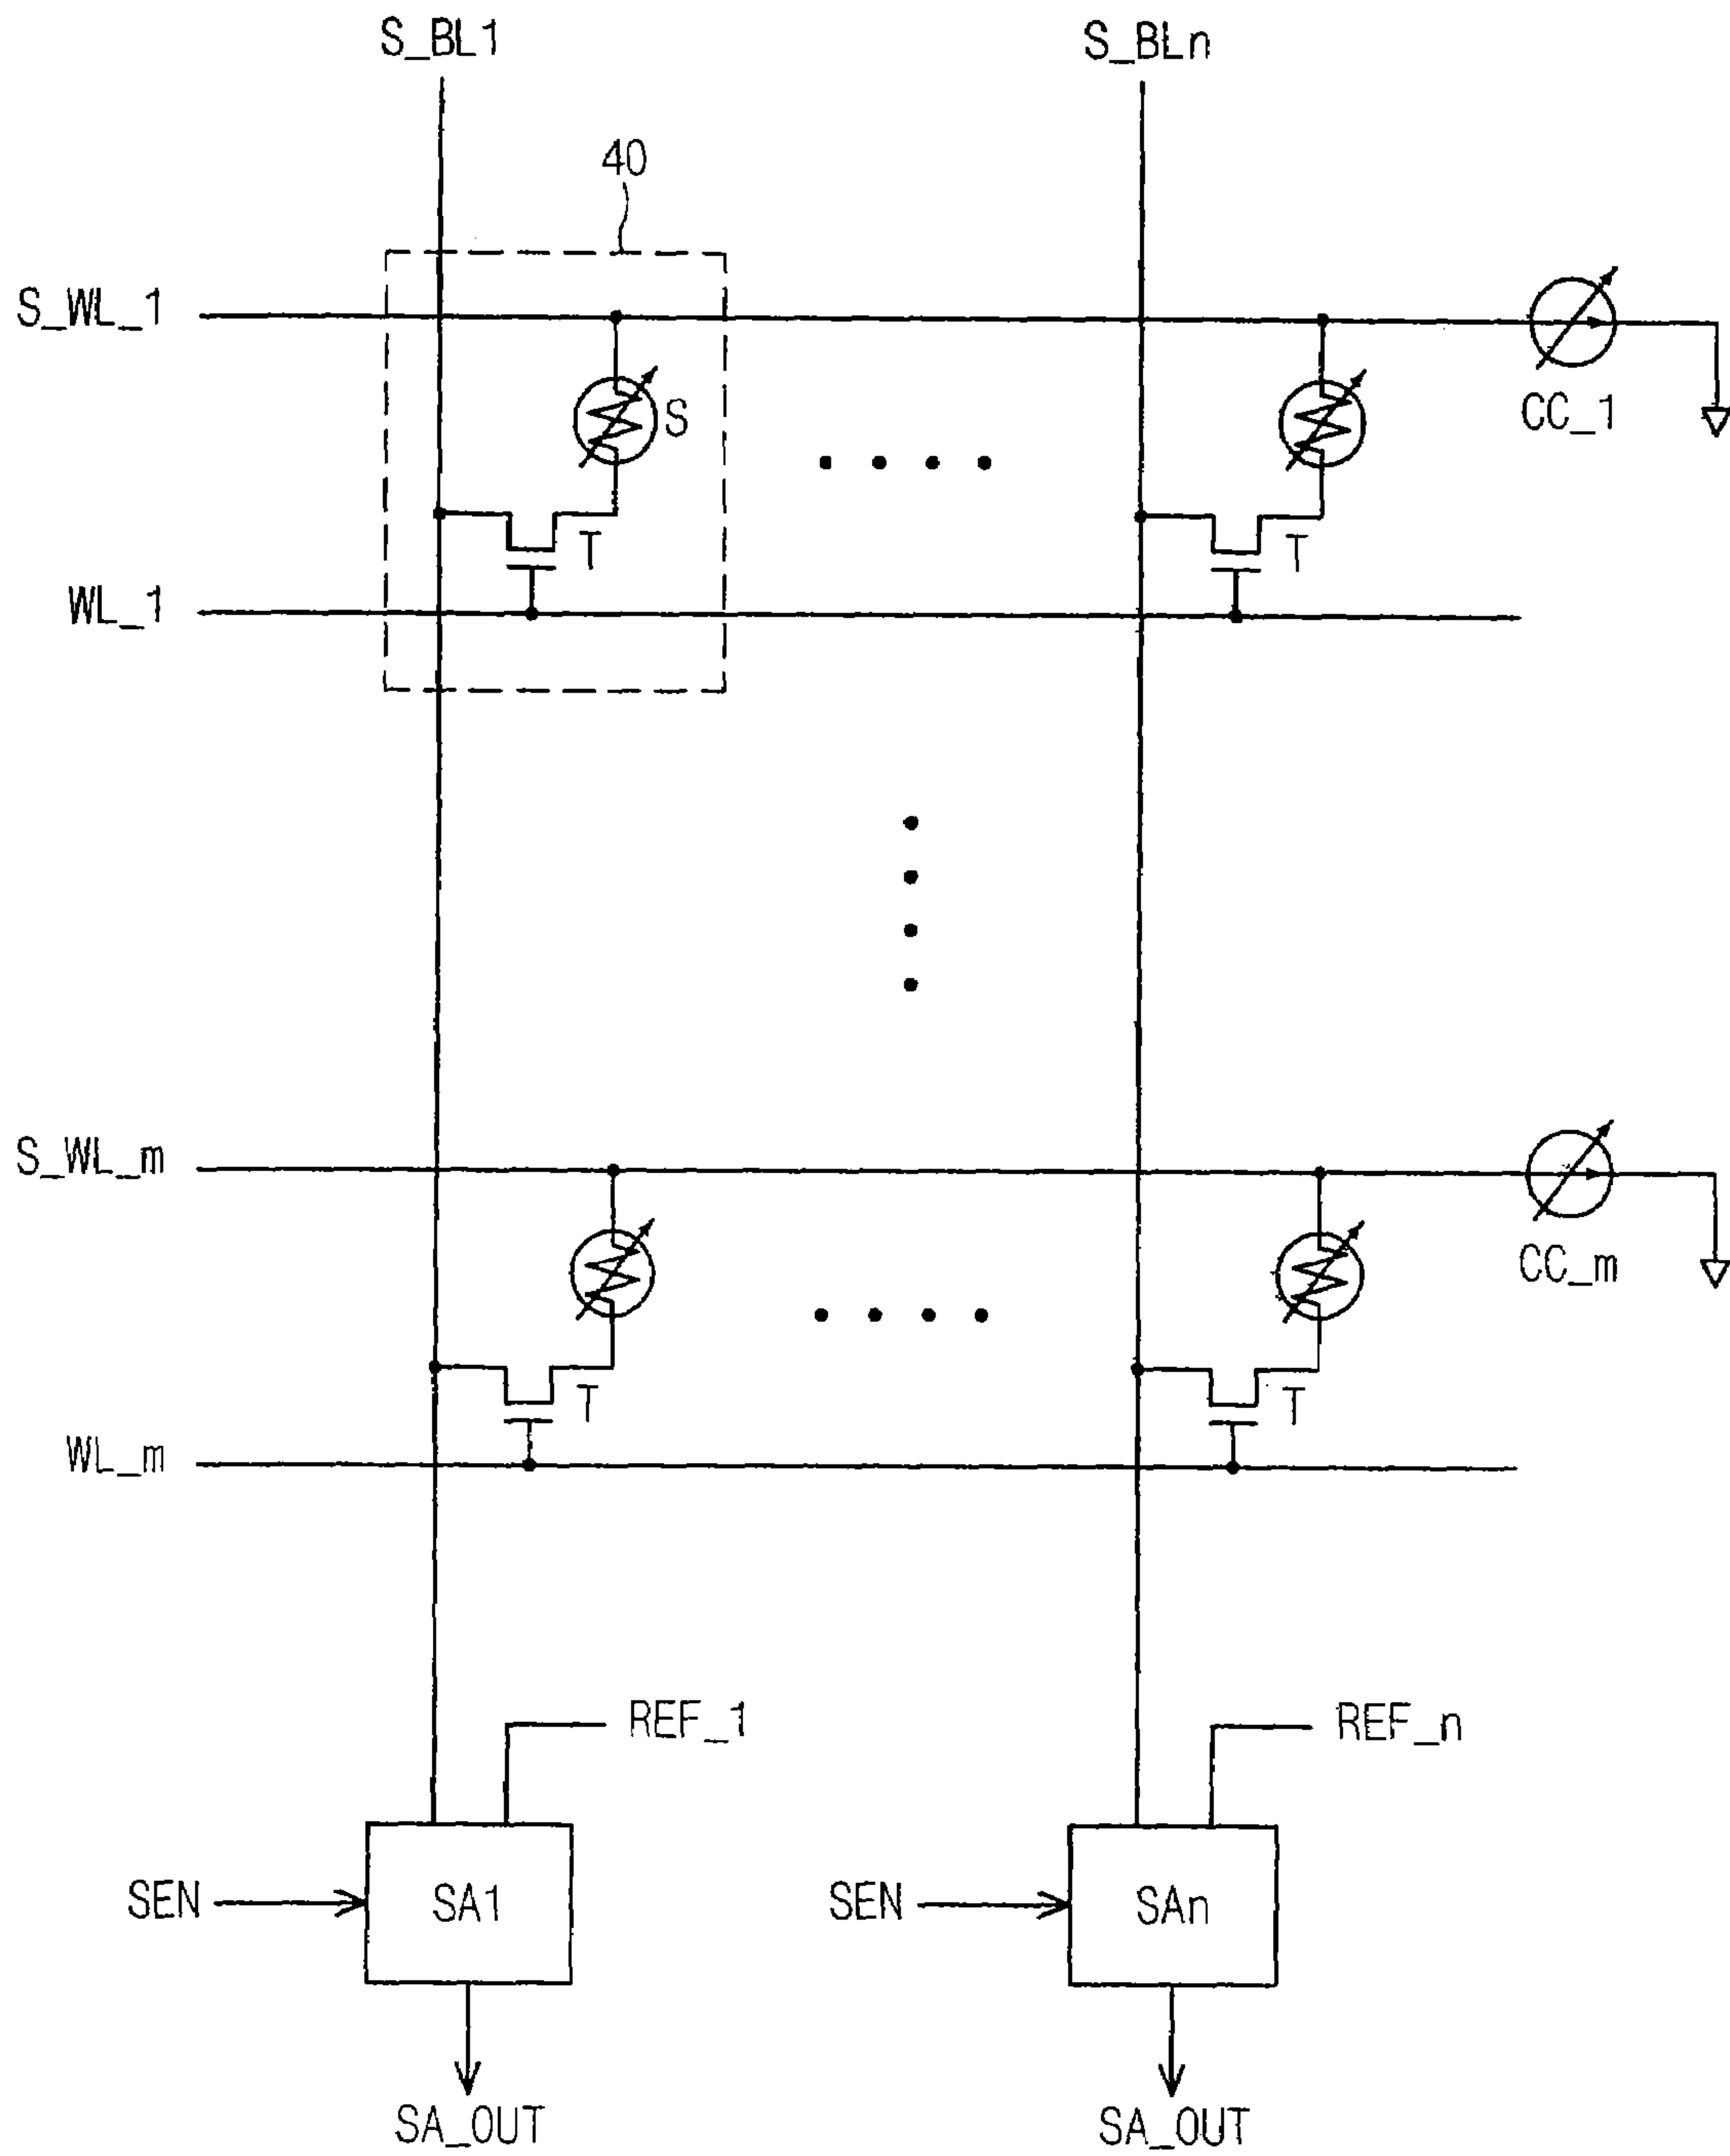 S_BL1
S_BLn
40
S_WL_1
S
CC_1
T
T
WL_1
S_WL_m
CC_m
T
T
WL_m
REF_1
REF_n
SEN
SA1
SEN
SAn
SA_OUT
SA_OUT